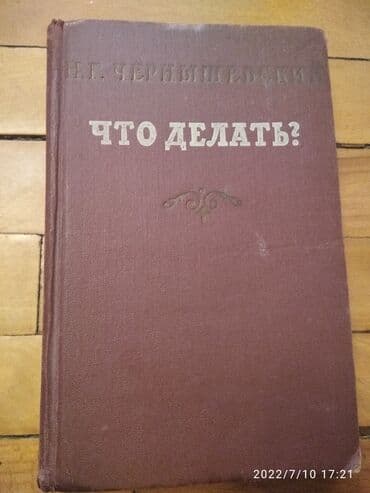 Н.Г. ЧЕРНЫШЕВСКИЙ
ЧТО ДЕЛАТЬ?
2022/7/10 17:21